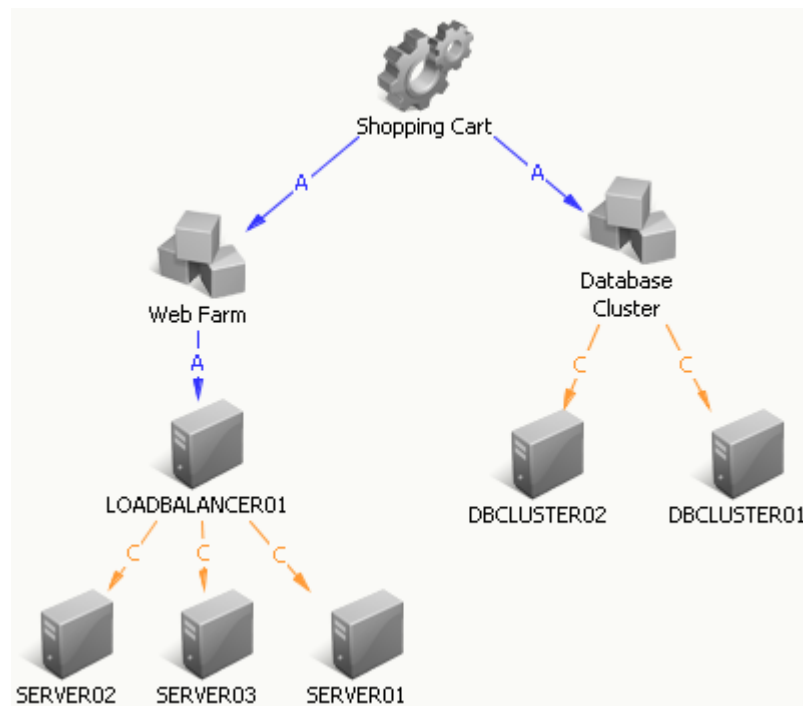 Shopping Cart
A
A
Web Farm
Database
Cluster
A
C
C
LOADBALANCER01
DBCLUSTER02
DBCLUSTER01
C
C
C
SERVER02
SERVER03
SERVER01